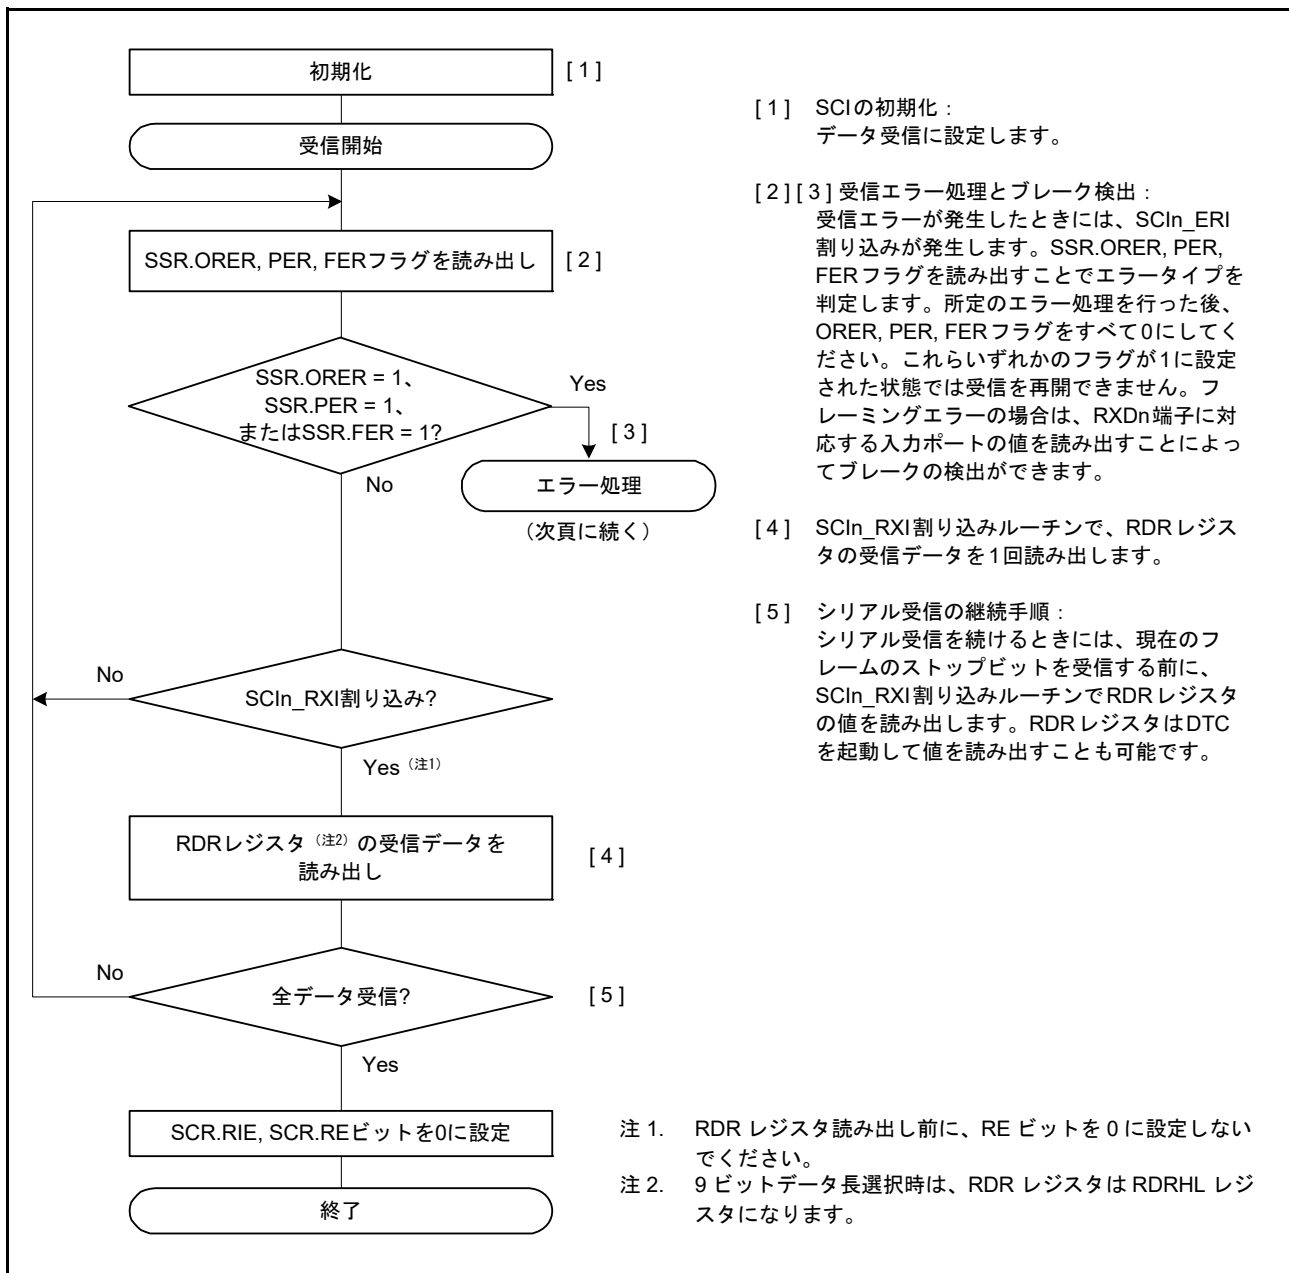 初期化
[ 1 ]
受信開始
SSR.ORER, PER, FERフラグを読み出し
[ 2 ]
SSR.ORER = 1、
SSR.PER = 1、
またはSSR.FER = 1?
Yes
[ 3 ]
No
エラー処理
（次頁に続く）
No
SCIn_RXI割り込み?
Yes（注1）
RDRレジスタ（注2）の受信データを
読み出し
[ 4 ]
No
全データ受信?
[ 5 ]
Yes
SCR.RIE, SCR.REビットを0に設定
終了
[ 1 ] SCIの初期化：
データ受信に設定します。
[ 2 ] [ 3 ] 受信エラー処理とブレーク検出：
受信エラーが発生したときには、SCIn_ERI
割り込みが発生します。SSR.ORER, PER,
FERフラグを読み出すことでエラータイプを
判定します。所定のエラー処理を行った後、
ORER, PER, FERフラグをすべて0にしてく
ださい。これらいずれかのフラグが1に設定
された状態では受信を再開できません。フ
レーミングエラーの場合は、RXDn端子に対
応する入力ポートの値を読み出すことによっ
てブレークの検出ができます。
[ 4 ] SCIn_RXI割り込みルーチンで、RDRレジス
タの受信データを1回読み出します。
[ 5 ] シリアル受信の継続手順：
シリアル受信を続けるときには、現在のフ
レームのストップビットを受信する前に、
SCIn_RXI割り込みルーチンでRDRレジスタ
の値を読み出します。RDRレジスタはDTC
を起動して値を読み出すことも可能です。
注 1. RDR レジスタ読み出し前に、RE ビットを 0 に設定しない
でください。
注 2. 9 ビットデータ長選択時は、RDR レジスタは RDRHL レジ
スタになります。